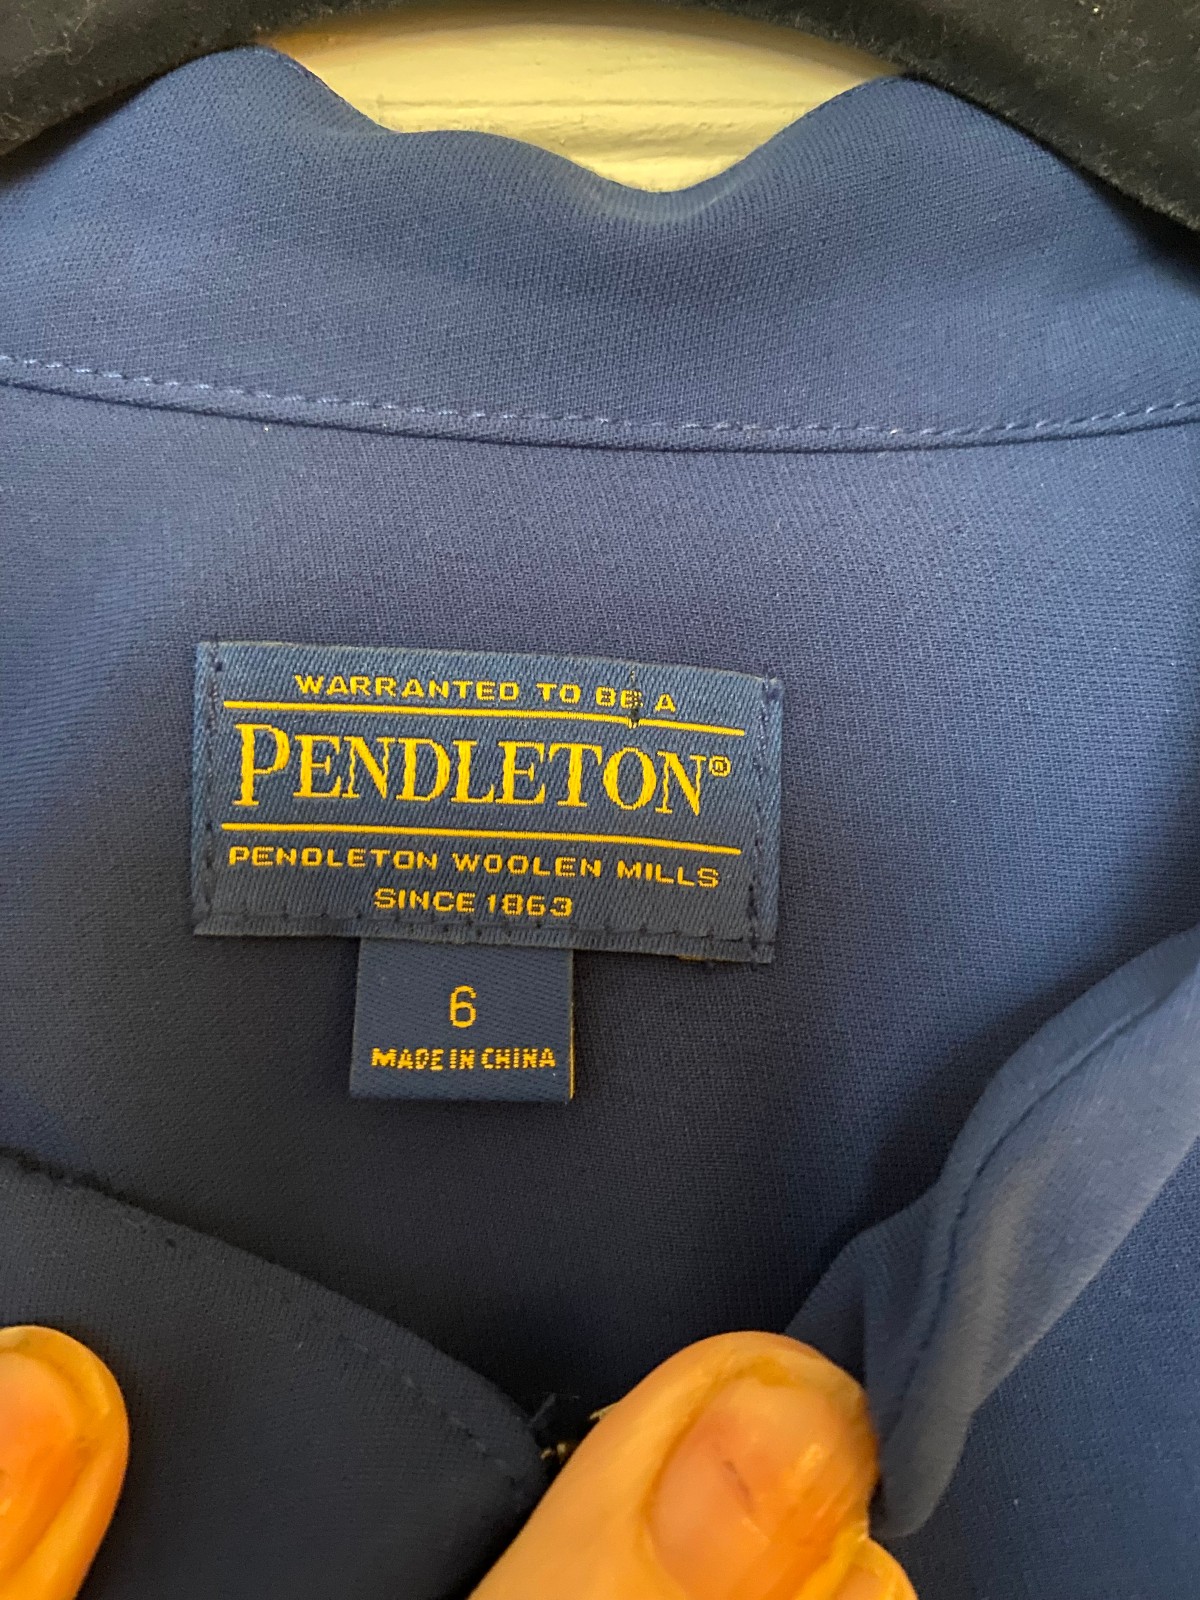 WARRANTED TO BE A
PENDLETON®
PENDLETON WOOLEN MILLS
SINCE 1863
6
MADE IN CHINA